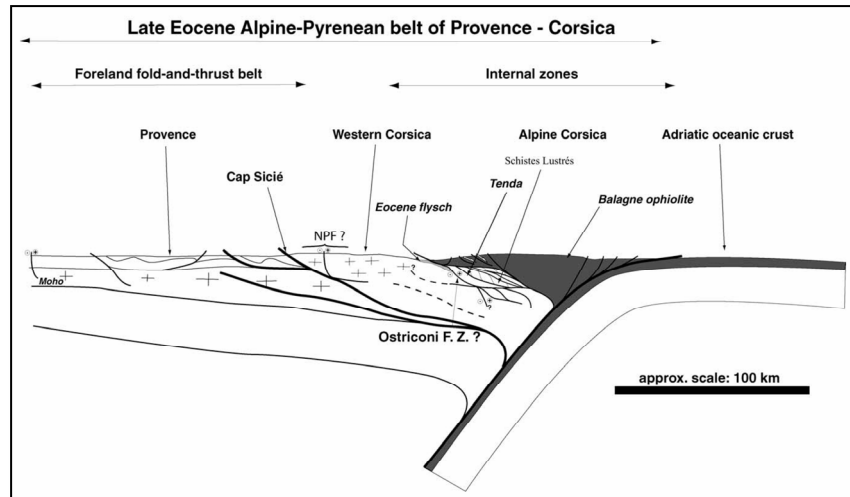 Late Eocene Alpine-Pyrenean belt of Provence - Corsica
Foreland fold-and-thrust belt
Internal zones
Provence
Western Corsica
Alpine Corsica
Adriatic oceanic crust
Schistes Lustrés
Cap Sicié
Tenda
Eocene flysch
Balagne ophiolite
NPF ?
?
Moho
?
Ostriconi F. Z. ?
approx. scale: 100 km